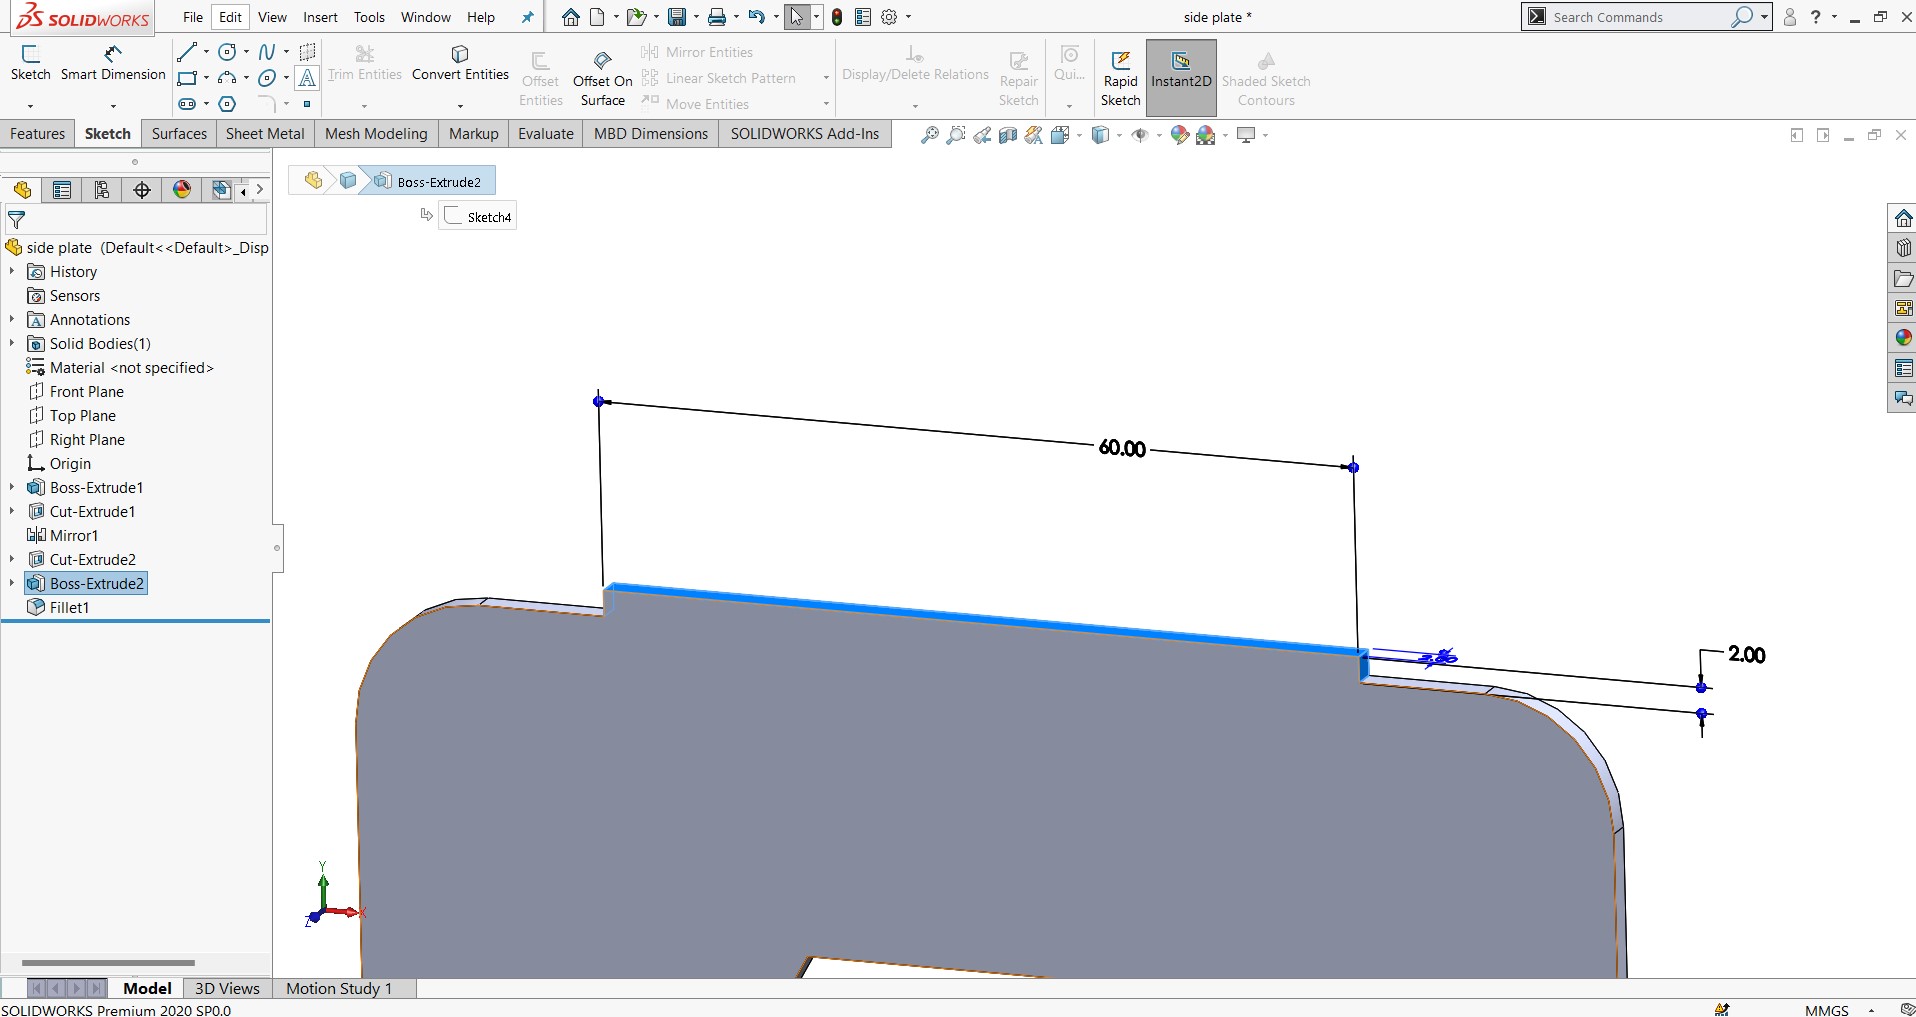 SOLIDWORKS
File Edit View Insert Tools Window Help
side plate *
Search Commands
?
Sketch
Smart Dimension
A
Trim Entities
Convert Entities
Offset
Entities
Offset On
Surface
Mirror Entities
Linear Sketch Pattern
Move Entities
Display/Delete Relations
Repair
Sketch
Qui...
Rapid
Sketch
Instant2D
Shaded Sketch
Contours
Features Sketch Surfaces Sheet Metal Mesh Modeling Markup Evaluate MBD Dimensions SOLIDWORKS Add-Ins
Boss-Extrude2
Sketch4
side plate (Default<<Default>_Disp
History
Sensors
Annotations
Solid Bodies(1)
Material <not specified>
Front Plane
Top Plane
Right Plane
Origin
Boss-Extrude1
Cut-Extrude1
Mirror1
Cut-Extrude2
Boss-Extrude2
Fillet1
60.00
2.00
Y
X
Z
Model 3D Views Motion Study 1
SOLIDWORKS Premium 2020 SP0.0
MMGS